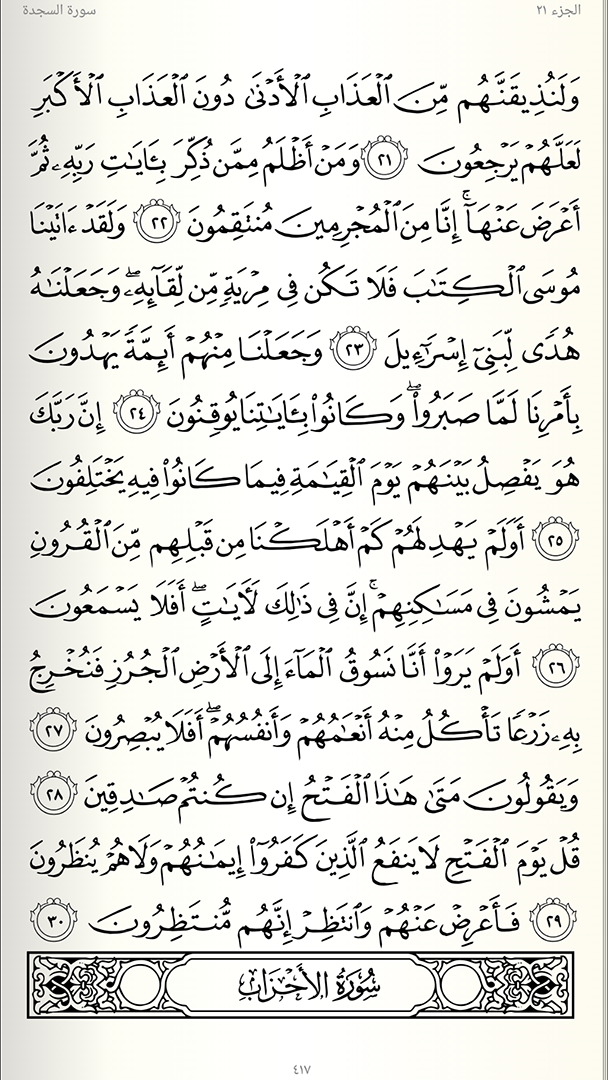 الجزء ٢١
سورة السجدة
وَلَنُذِيقَنَّهُم مِّنَ ٱلْعَذَابِ ٱلْأَدْنَىٰ دُونَ ٱلْعَذَابِ ٱلْأَكْبَرِ
لَعَلَّهُمْ يَرْجِعُونَ ٢١ وَمَنْ أَظْلَمُ مِمَّن ذُكِّرَ بِـَٔايَٰتِ رَبِّهِۦ ثُمَّ
أَعْرَضَ عَنْهَآ ۚ إِنَّا مِنَ ٱلْمُجْرِمِينَ مُنتَقِمُونَ ٢٢ وَلَقَدْ ءَاتَيْنَا
مُوسَى ٱلْكِتَٰبَ فَلَا تَكُن فِى مِرْيَةٍ مِّن لِّقَآئِهِۦ ۖ وَجَعَلْنَٰهُ
هُدًى لِّبَنِىٓ إِسْرَٰٓءِيلَ ٢٣ وَجَعَلْنَا مِنْهُمْ أَئِمَّةً يَهْدُونَ
بِأَمْرِنَا لَمَّا صَبَرُوا۟ ۖ وَكَانُوا۟ بِـَٔايَٰتِنَا يُوقِنُونَ ٢٤ إِنَّ رَبَّكَ
هُوَ يَفْصِلُ بَيْنَهُمْ يَوْمَ ٱلْقِيَٰمَةِ فِيمَا كَانُوا۟ فِيهِ يَخْتَلِفُونَ
٢٥ أَوَلَمْ يَهْدِ لَهُمْ كَمْ أَهْلَكْنَا مِن قَبْلِهِم مِّنَ ٱلْقُرُونِ
يَمْشُونَ فِى مَسَٰكِنِهِمْ ۚ إِنَّ فِى ذَٰلِكَ لَـَٔايَٰتٍ ۖ أَفَلَا يَسْمَعُونَ
٢٦ أَوَلَمْ يَرَوْا۟ أَنَّا نَسُوقُ ٱلْمَآءَ إِلَى ٱلْأَرْضِ ٱلْجُرُزِ فَنُخْرِجُ
بِهِۦ زَرْعًا تَأْكُلُ مِنْهُ أَنْعَٰمُهُمْ وَأَنفُسُهُمْ ۖ أَفَلَا يُبْصِرُونَ ٢٧
وَيَقُولُونَ مَتَىٰ هَٰذَا ٱلْفَتْحُ إِن كُنتُمْ صَٰدِقِينَ ٢٨
قُلْ يَوْمَ ٱلْفَتْحِ لَا يَنفَعُ ٱلَّذِينَ كَفَرُوٓا۟ إِيمَٰنُهُمْ وَلَا هُمْ يُنظَرُونَ
٢٩ فَأَعْرِضْ عَنْهُمْ وَٱنتَظِرْ إِنَّهُم مُّنتَظِرُونَ ٣٠
سُورَةُ الأَحْزَابِ
٤١٧